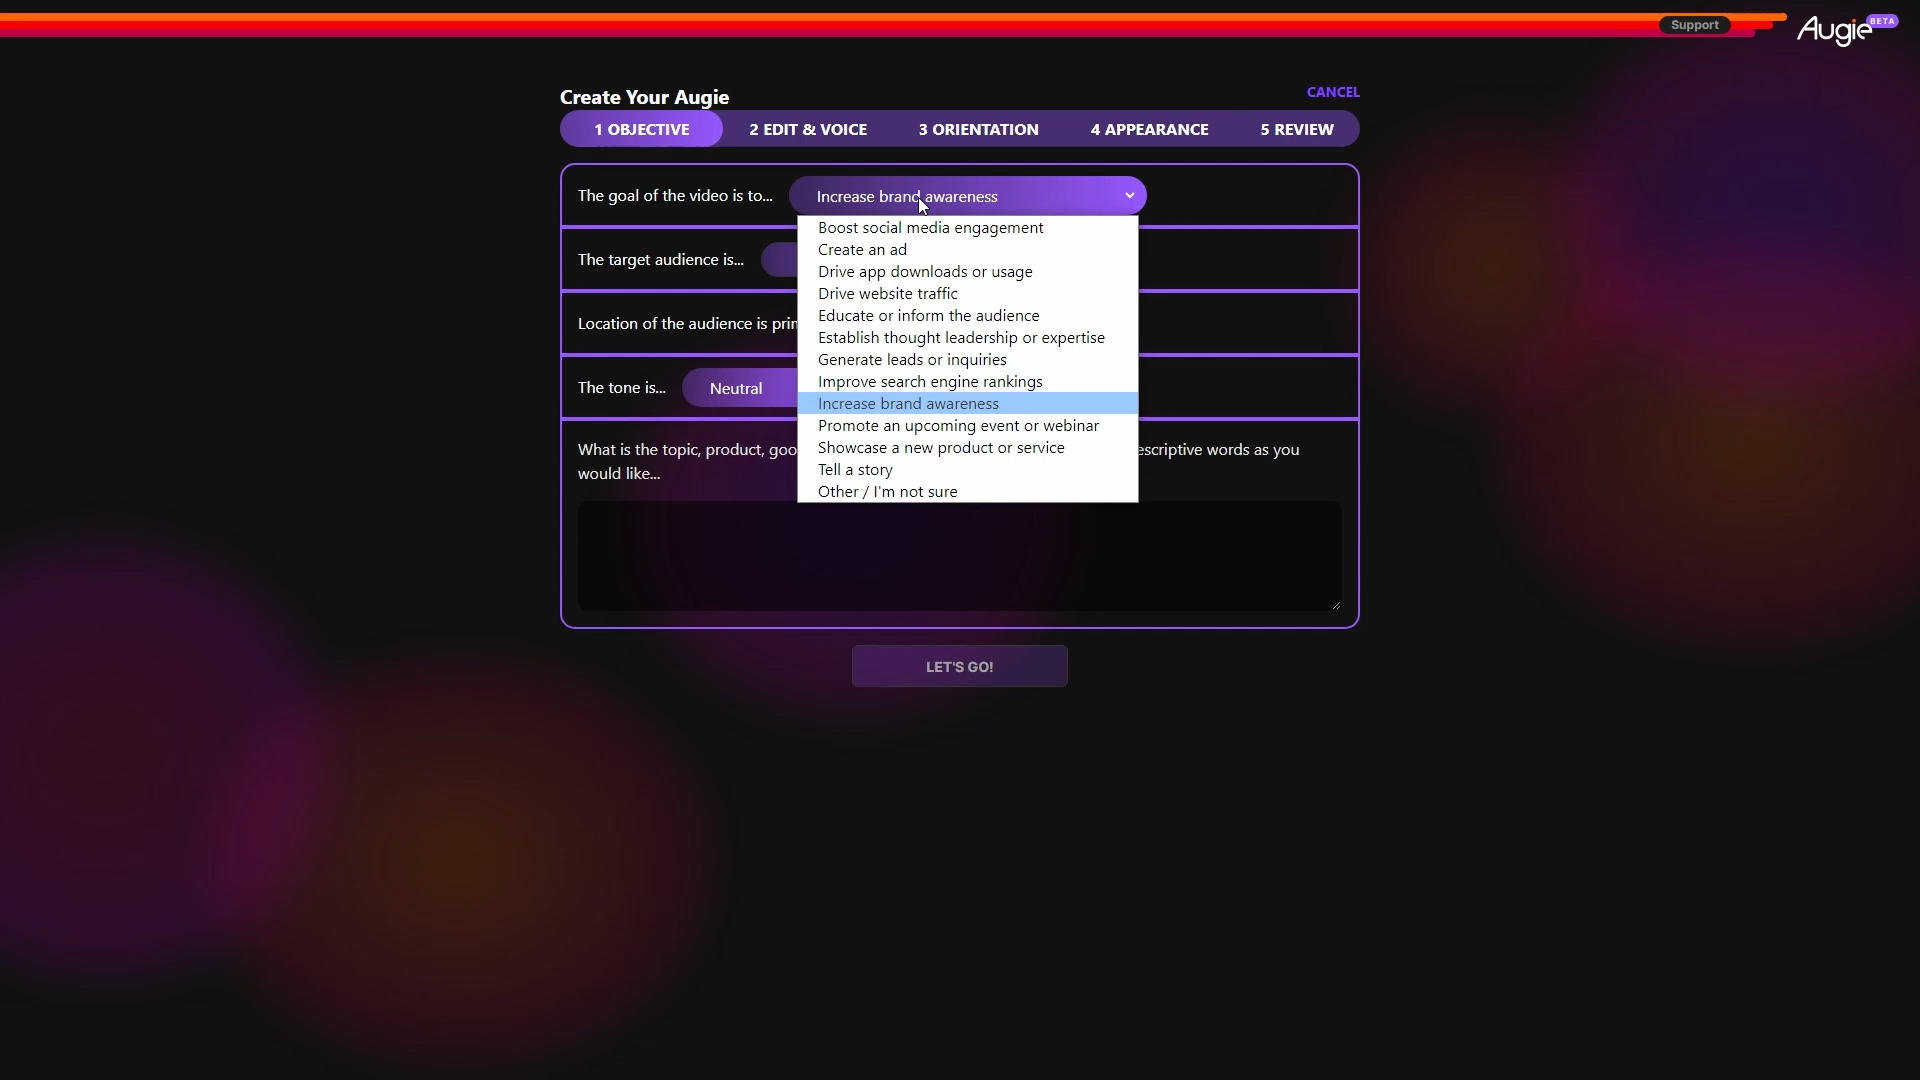 Support
Augie BETA
Create Your Augie
CANCEL
1 OBJECTIVE 2 EDIT & VOICE 3 ORIENTATION 4 APPEARANCE 5 REVIEW
The goal of the video is to... Increase brand awareness
Boost social media engagement
Create an ad
Drive app downloads or usage
Drive website traffic
Educate or inform the audience
Establish thought leadership or expertise
Generate leads or inquiries
Improve search engine rankings
Increase brand awareness
Promote an upcoming event or webinar
Showcase a new product or service
Tell a story
Other / I'm not sure
The target audience is...
Location of the audience is
The tone is... Neutral
What is the topic, product, words as you
would like...
LET'S GO!